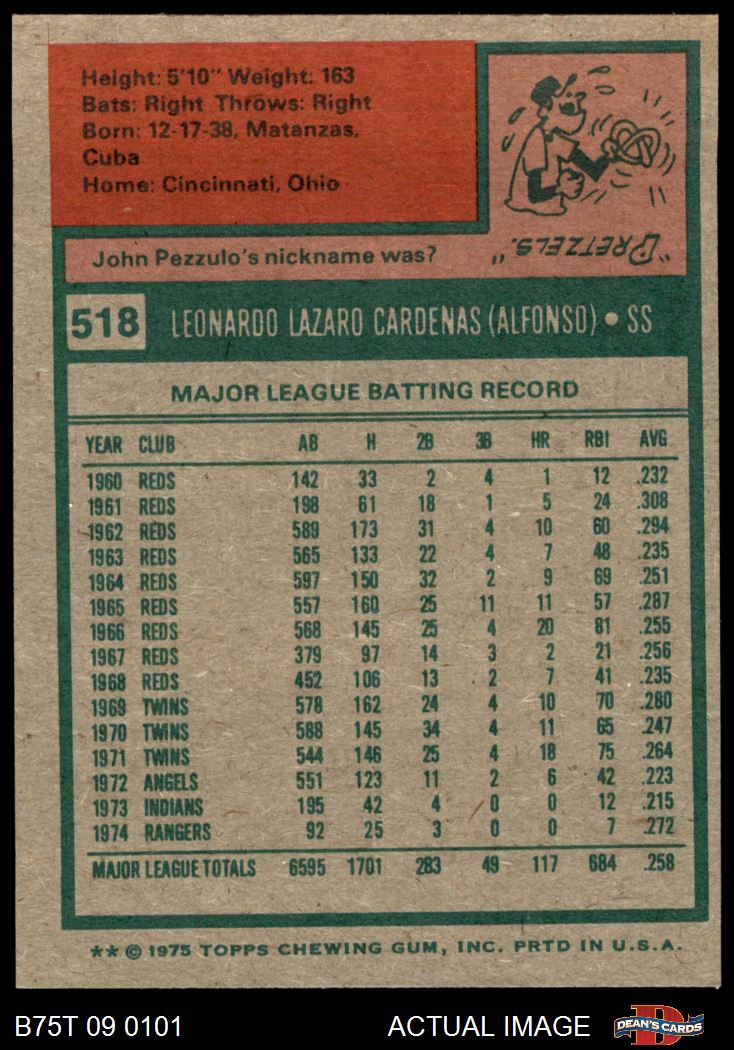 Height: 5'10" Weight: 163
Bats: Right Throws: Right
Born: 12-17-38, Matanzas,
Cuba
Home: Cincinnati, Ohio
"PRETZELS."
John Pezzulo's nickname was?
518 LEONARDO LAZARO CARDENAS (ALFONSO) • SS
MAJOR LEAGUE BATTING RECORD
YEAR CLUB AB H 2B 3B HR RBI AVG
1960 REDS 142 33 2 4 1 12 .232
1961 REDS 198 61 18 1 5 24 .308
1962 REDS 589 173 31 4 10 60 .294
1963 REDS 565 133 22 4 7 48 .235
1964 REDS 597 150 32 2 9 69 .251
1965 REDS 557 160 25 11 11 57 .287
1966 REDS 568 145 25 4 20 81 .255
1967 REDS 379 97 14 3 2 21 .256
1968 REDS 452 106 13 2 7 41 .235
1969 TWINS 578 162 24 4 10 70 .280
1970 TWINS 588 145 34 4 11 65 .247
1971 TWINS 544 146 25 4 18 75 .264
1972 ANGELS 551 123 11 2 6 42 .223
1973 INDIANS 195 42 4 0 0 12 .215
1974 RANGERS 92 25 3 0 0 7 .272
MAJOR LEAGUE TOTALS 6595 1701 283 49 117 684 .258
** © 1975 TOPPS CHEWING GUM, INC. PRTD IN U.S.A.
B75T 09 0101 ACTUAL IMAGE D DEAN'S CARDS